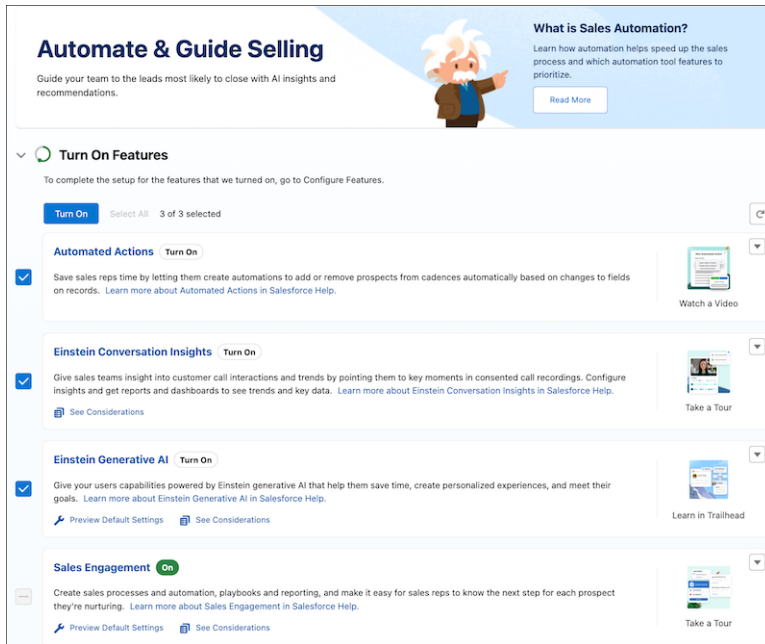 Automate & Guide Selling
Guide your team to the leads most likely to close with AI insights and
recommendations.
What is Sales Automation?
Learn how automation helps speed up the sales
process and which automation tool features to
prioritize.
Read More
Turn On Features
To complete the setup for the features that we turned on, go to Configure Features.
Turn On Select All 3 of 3 selected
Automated Actions Turn On
Save sales reps time by letting them create automations to add or remove prospects from cadences automatically based on changes to fields
on records. Learn more about Automated Actions in Salesforce Help.
Watch a Video
Einstein Conversation Insights Turn On
Give sales teams insight into customer call interactions and trends by pointing them to key moments in consented call recordings. Configure
insights and get reports and dashboards to see trends and key data. Learn more about Einstein Conversation Insights in Salesforce Help.
See Considerations
Take a Tour
Einstein Generative AI Turn On
Give your users capabilities powered by Einstein generative AI that help them save time, create personalized experiences, and meet their
goals. Learn more about Einstein Generative AI in Salesforce Help.
Preview Default Settings See Considerations
Learn in Trailhead
Sales Engagement On
Create sales processes and automation, playbooks and reporting, and make it easy for sales reps to know the next step for each prospect
they're nurturing. Learn more about Sales Engagement in Salesforce Help.
Preview Default Settings See Considerations
Take a Tour